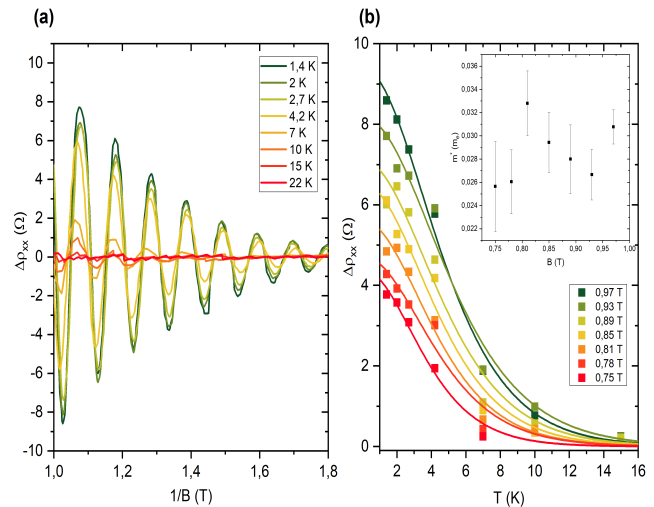 (a)
10
8
6
4
2
0
-2
-4
-6
-8
-10
Δρxx (Ω)
1,0
1,2
1,4
1,6
1,8
1/B (T)
1,4 K
2 K
2,7 K
4,2 K
7 K
10 K
15 K
22 K
(b)
10
8
6
4
2
0
Δρxx (Ω)
2
4
6
8
10
12
14
16
T (K)
0,036
0,034
0,032
0,030
0,028
0,026
0,024
0,022
m* (me)
0,75
0,80
0,85
0,90
0,95
1,00
B (T)
0,97 T
0,93 T
0,89 T
0,85 T
0,81 T
0,78 T
0,75 T